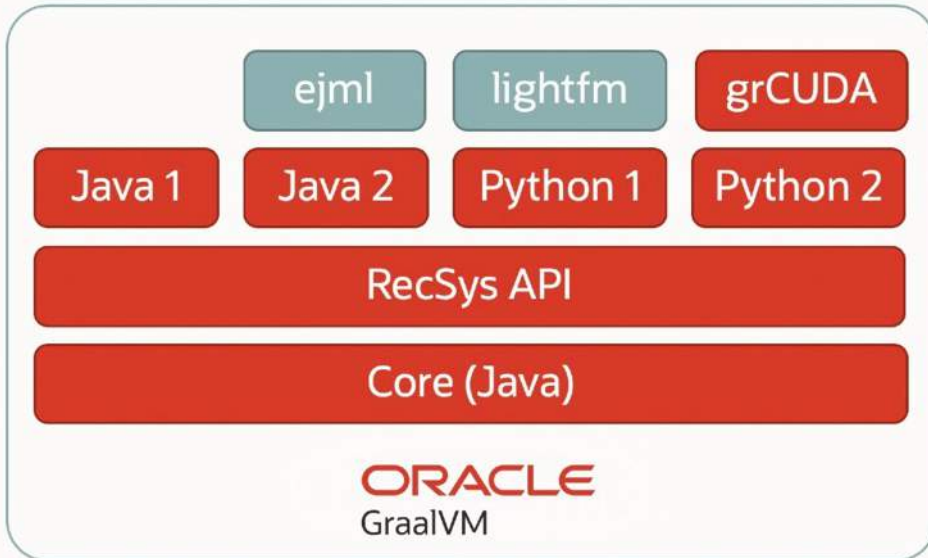 ejml lightfm grCUDA
Java 1 Java 2 Python 1 Python 2
RecSys API
Core (Java)
ORACLE
GraalVM